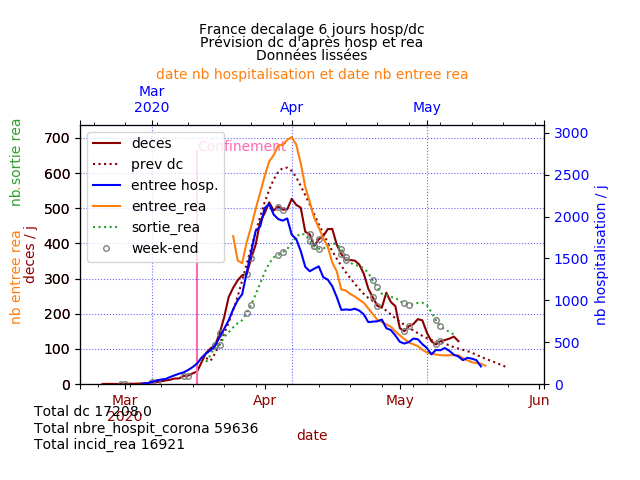 France decalage 6 jours hosp/dc
Prévision dc d'après hosp et rea
Données lissées
date nb hospitalisation et date nb entree rea
Mar
2020
Apr
May
Confinement
deces
prev dc
entree hosp.
entree_rea
sortie_rea
week-end
700
600
500
400
300
200
100
0
3000
2500
2000
1500
1000
500
0
nb.sortie rea
nb entree rea
deces / j
nb hospitalisation / j
Mar
2020
Apr
May
Jun
date
Total dc 17208.0
Total nbre_hospit_corona 59636
Total incid_rea 16921